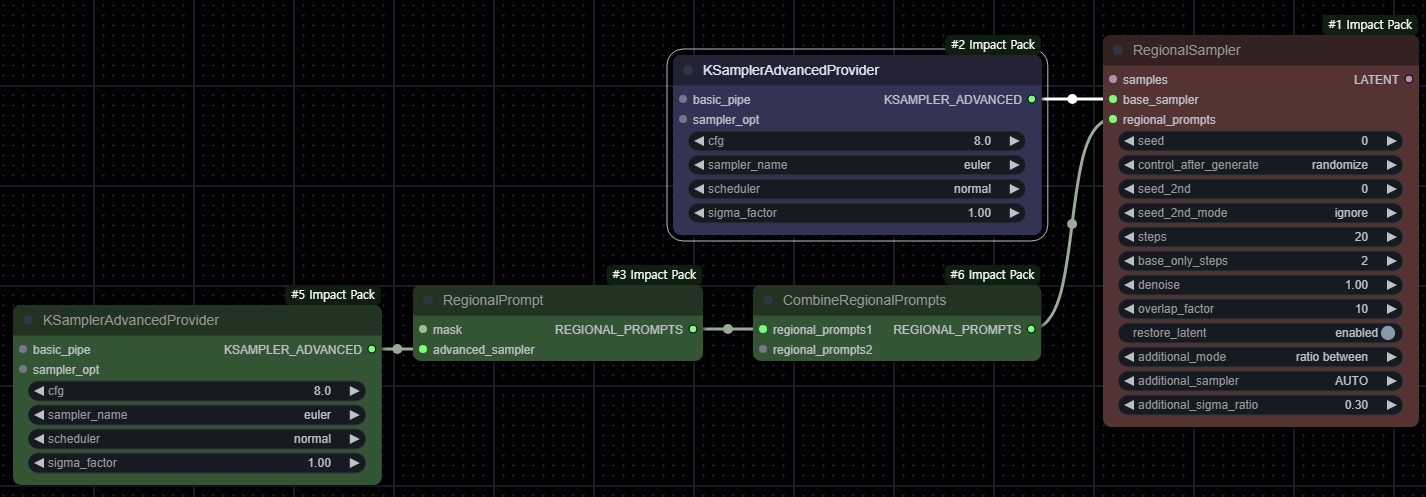 #1 Impact Pack
RegionalSampler
samples LATENT
base_sampler
regional_prompts
seed 0
control_after_generate randomize
seed_2nd 0
seed_2nd_mode ignore
steps 20
base_only_steps 2
denoise 1.00
overlap_factor 10
restore_latent enabled
additional_mode ratio between
additional_sampler AUTO
additional_sigma_ratio 0.30
#2 Impact Pack
KSamplerAdvancedProvider
basic_pipe KSAMPLER_ADVANCED
sampler_opt
cfg 8.0
sampler_name euler
scheduler normal
sigma_factor 1.00
#5 Impact Pack
KSamplerAdvancedProvider
basic_pipe KSAMPLER_ADVANCED
sampler_opt
cfg 8.0
sampler_name euler
scheduler normal
sigma_factor 1.00
#3 Impact Pack
RegionalPrompt
mask REGIONAL_PROMPTS
advanced_sampler
#6 Impact Pack
CombineRegionalPrompts
regional_prompts1 REGIONAL_PROMPTS
regional_prompts2